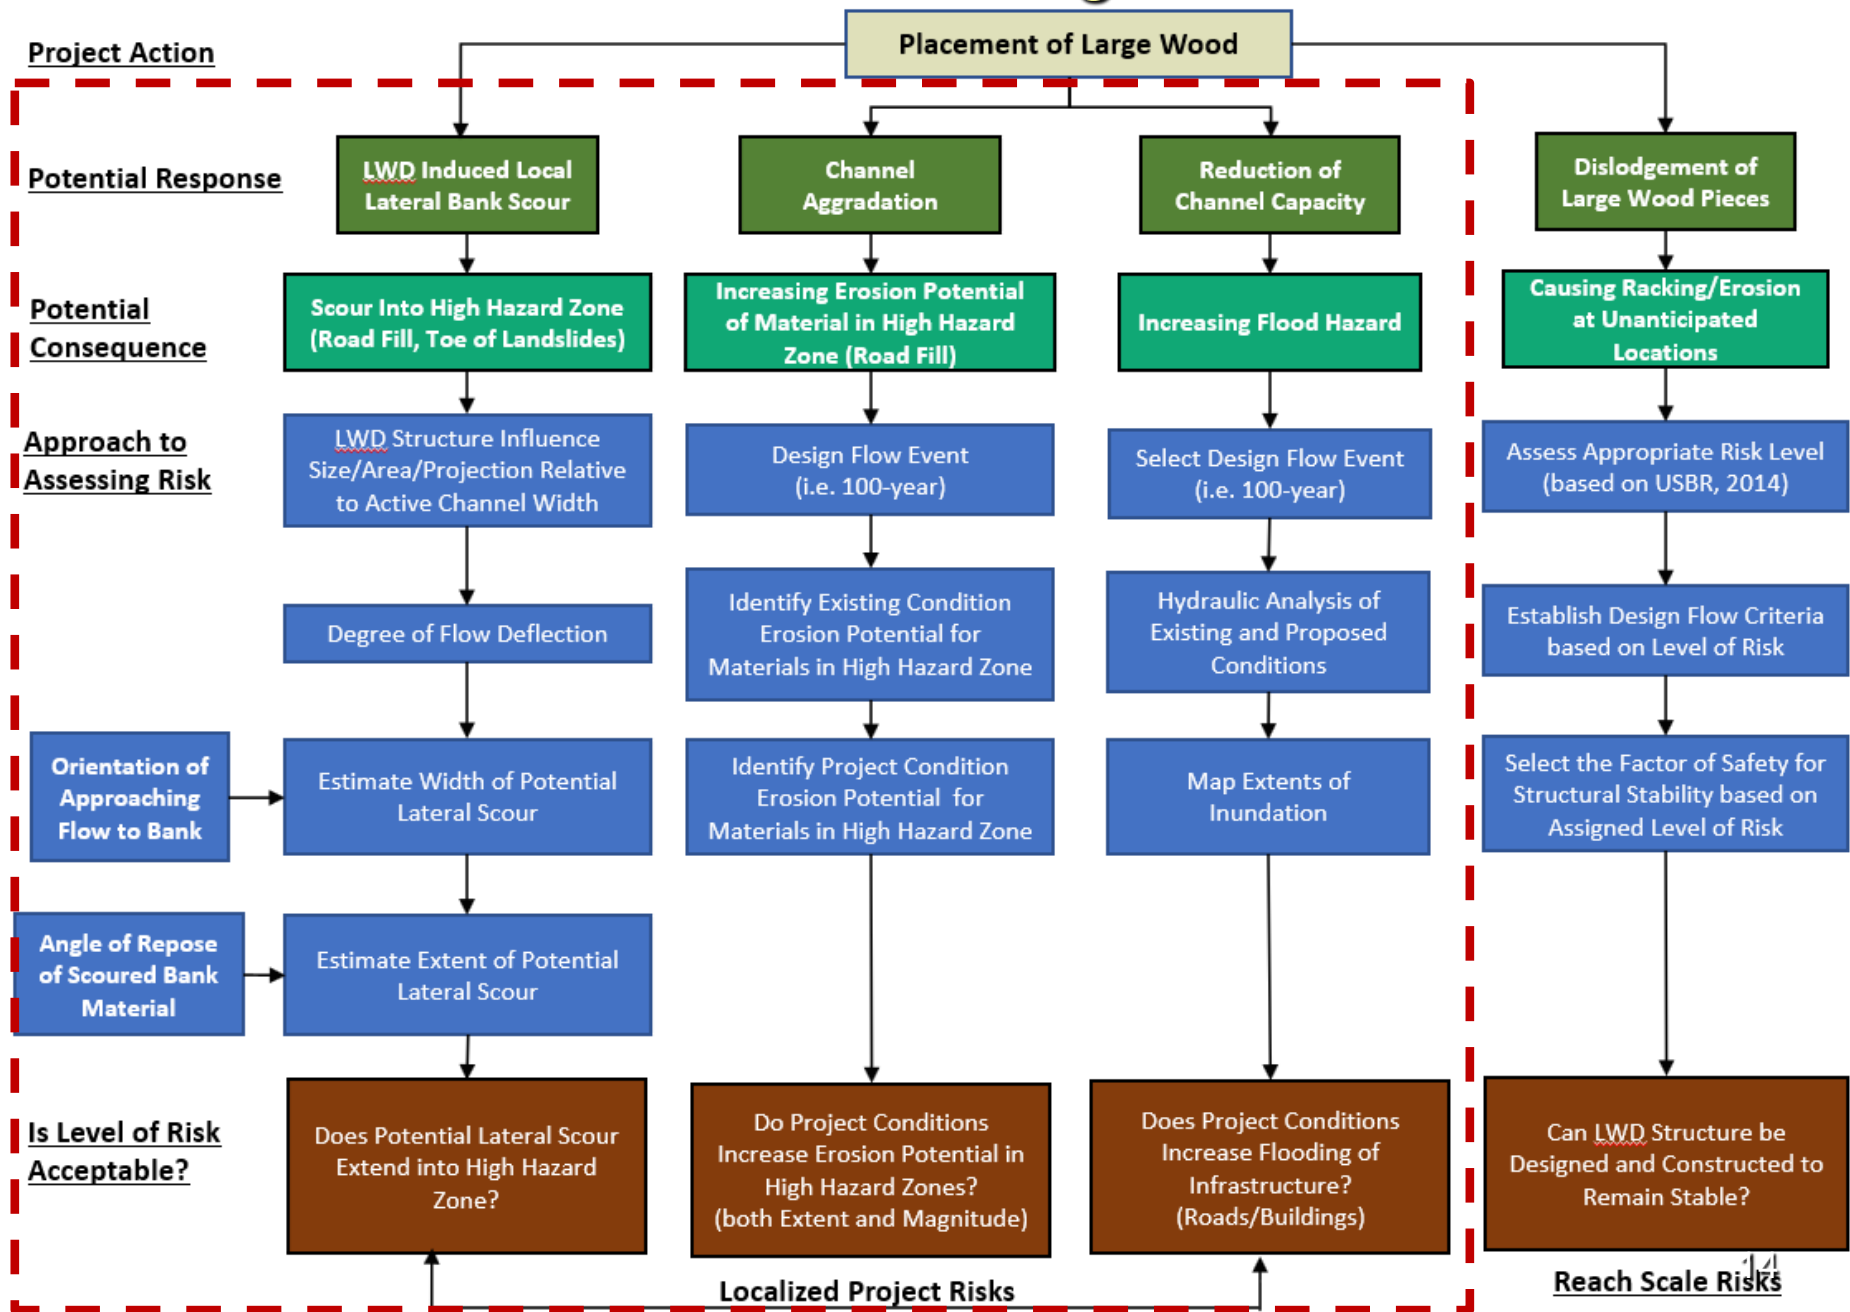 Placement of Large Wood
Project Action
Potential Response
LWD Induced Local
Lateral Bank Scour
Channel
Aggradation
Reduction of
Channel Capacity
Dislodgement of
Large Wood Pieces
Potential
Consequence
Scour Into High Hazard Zone
(Road Fill, Toe of Landslides)
Increasing Erosion Potential
of Material in High Hazard
Zone (Road Fill)
Increasing Flood Hazard
Causing Racking/Erosion
at Unanticipated
Locations
Approach to
Assessing Risk
LWD Structure Influence
Size/Area/Projection Relative
to Active Channel Width
Design Flow Event
(i.e. 100-year)
Select Design Flow Event
(i.e. 100-year)
Assess Appropriate Risk Level
(based on USBR, 2014)
Degree of Flow Deflection
Identify Existing Condition
Erosion Potential for
Materials in High Hazard Zone
Hydraulic Analysis of
Existing and Proposed
Conditions
Establish Design Flow Criteria
based on Level of Risk
Orientation of
Approaching
Flow to Bank
Estimate Width of Potential
Lateral Scour
Identify Project Condition
Erosion Potential for
Materials in High Hazard Zone
Map Extents of
Inundation
Select the Factor of Safety for
Structural Stability based on
Assigned Level of Risk
Angle of Repose
of Scoured Bank
Material
Estimate Extent of Potential
Lateral Scour
Is Level of Risk
Acceptable?
Does Potential Lateral Scour
Extend into High Hazard
Zone?
Do Project Conditions
Increase Erosion Potential in
High Hazard Zones?
(both Extent and Magnitude)
Does Project Conditions
Increase Flooding of
Infrastructure?
(Roads/Buildings)
Can LWD Structure be
Designed and Constructed to
Remain Stable?
Localized Project Risks
14
Reach Scale Risks